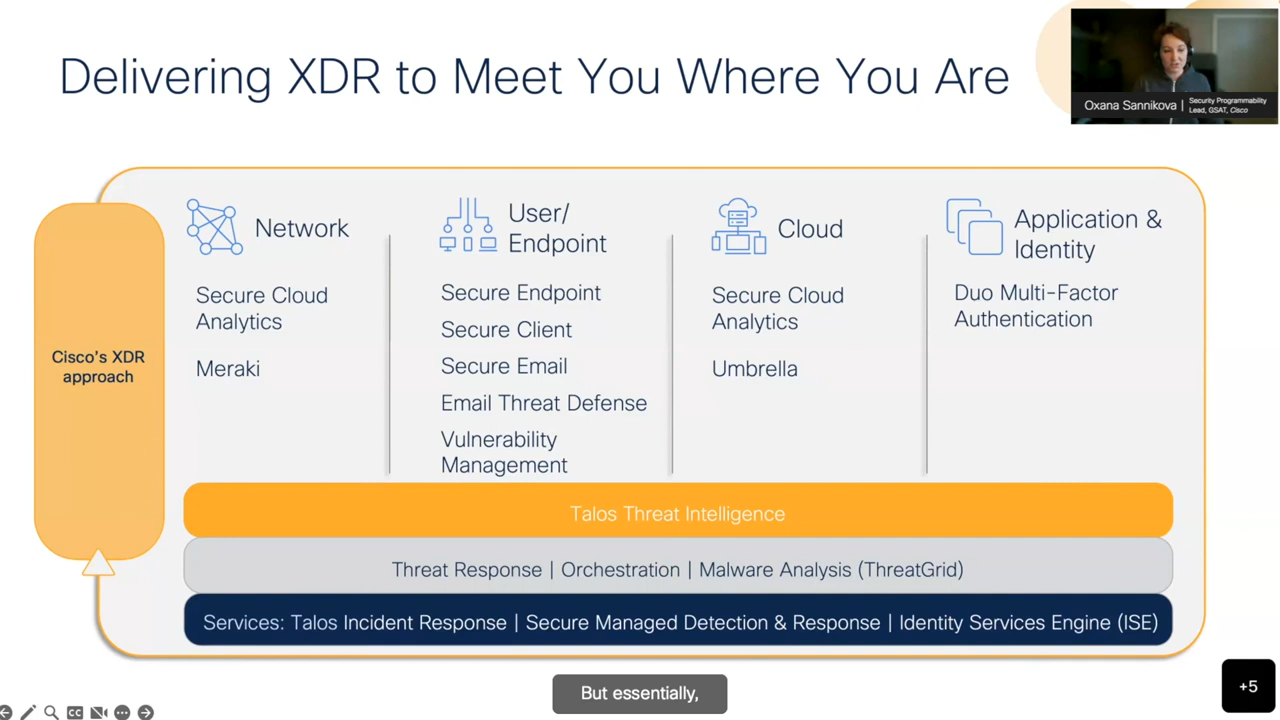 Delivering XDR to Meet You Where You Are
Oxana Sannikova | Security Programmability
Lead, GSAT, Cisco
Cisco's XDR
approach
Network
Secure Cloud
Analytics
Meraki
User/
Endpoint
Secure Endpoint
Secure Client
Secure Email
Email Threat Defense
Vulnerability
Management
Cloud
Secure Cloud
Analytics
Umbrella
Application &
Identity
Duo Multi-Factor
Authentication
Talos Threat Intelligence
Threat Response | Orchestration | Malware Analysis (ThreatGrid)
Services: Talos Incident Response | Secure Managed Detection & Response | Identity Services Engine (ISE)
But essentially,
+5
CC